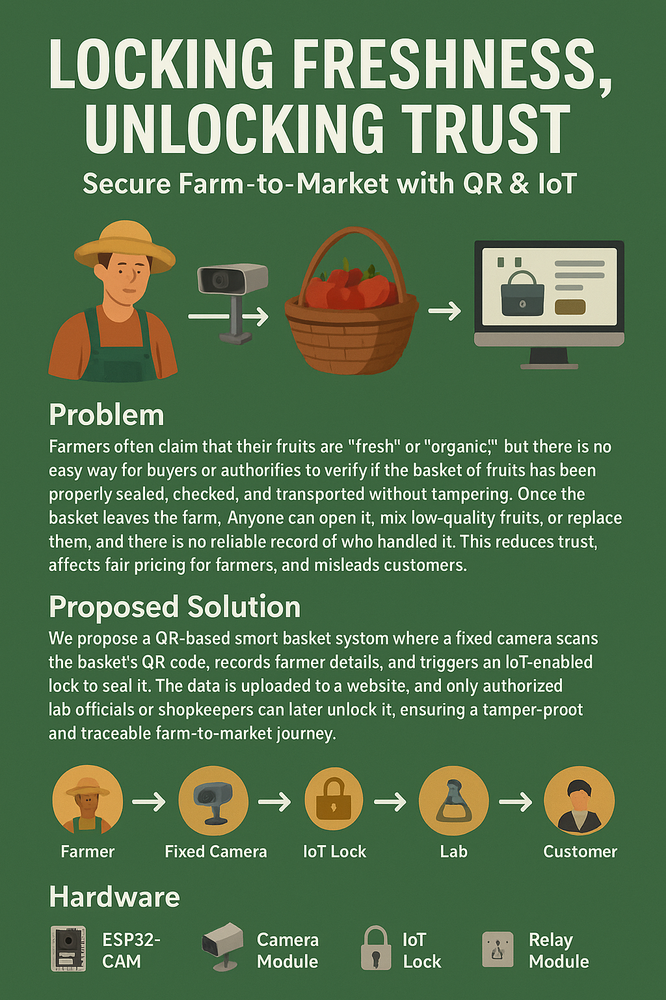 LOCKING FRESHNESS,
UNLOCKING TRUST
Secure Farm-to-Market with QR & IoT
Problem
Farmers often claim that their fruits are "fresh" or "organic;"' but there is no
easy way for buyers or authorifies to verify if the basket of fruits has been
properly sealed, checked, and transported without tampering. Once the
basket leaves the farm, Anyone can open it, mix low-quality fruits, or replace
them, and there is no reliable record of who handled it. This reduces trust,
affects fair pricing for farmers, and misleads customers.
Proposed Solution
We propose a QR-based smort basket systom where a fixed camera scans
the basket's QR code, records farmer details, and triggers an IoT-enabled
lock to seal it. The data is uploaded to a website, and only authorized
lab officials or shopkeepers can later unlock it, ensuring a tamper-proot
and traceable farm-to-market journey.
Farmer
Fixed Camera
IoT Lock
Lab
Customer
Hardware
ESP32-
CAM
Camera
Module
IoT
Lock
Relay
Module